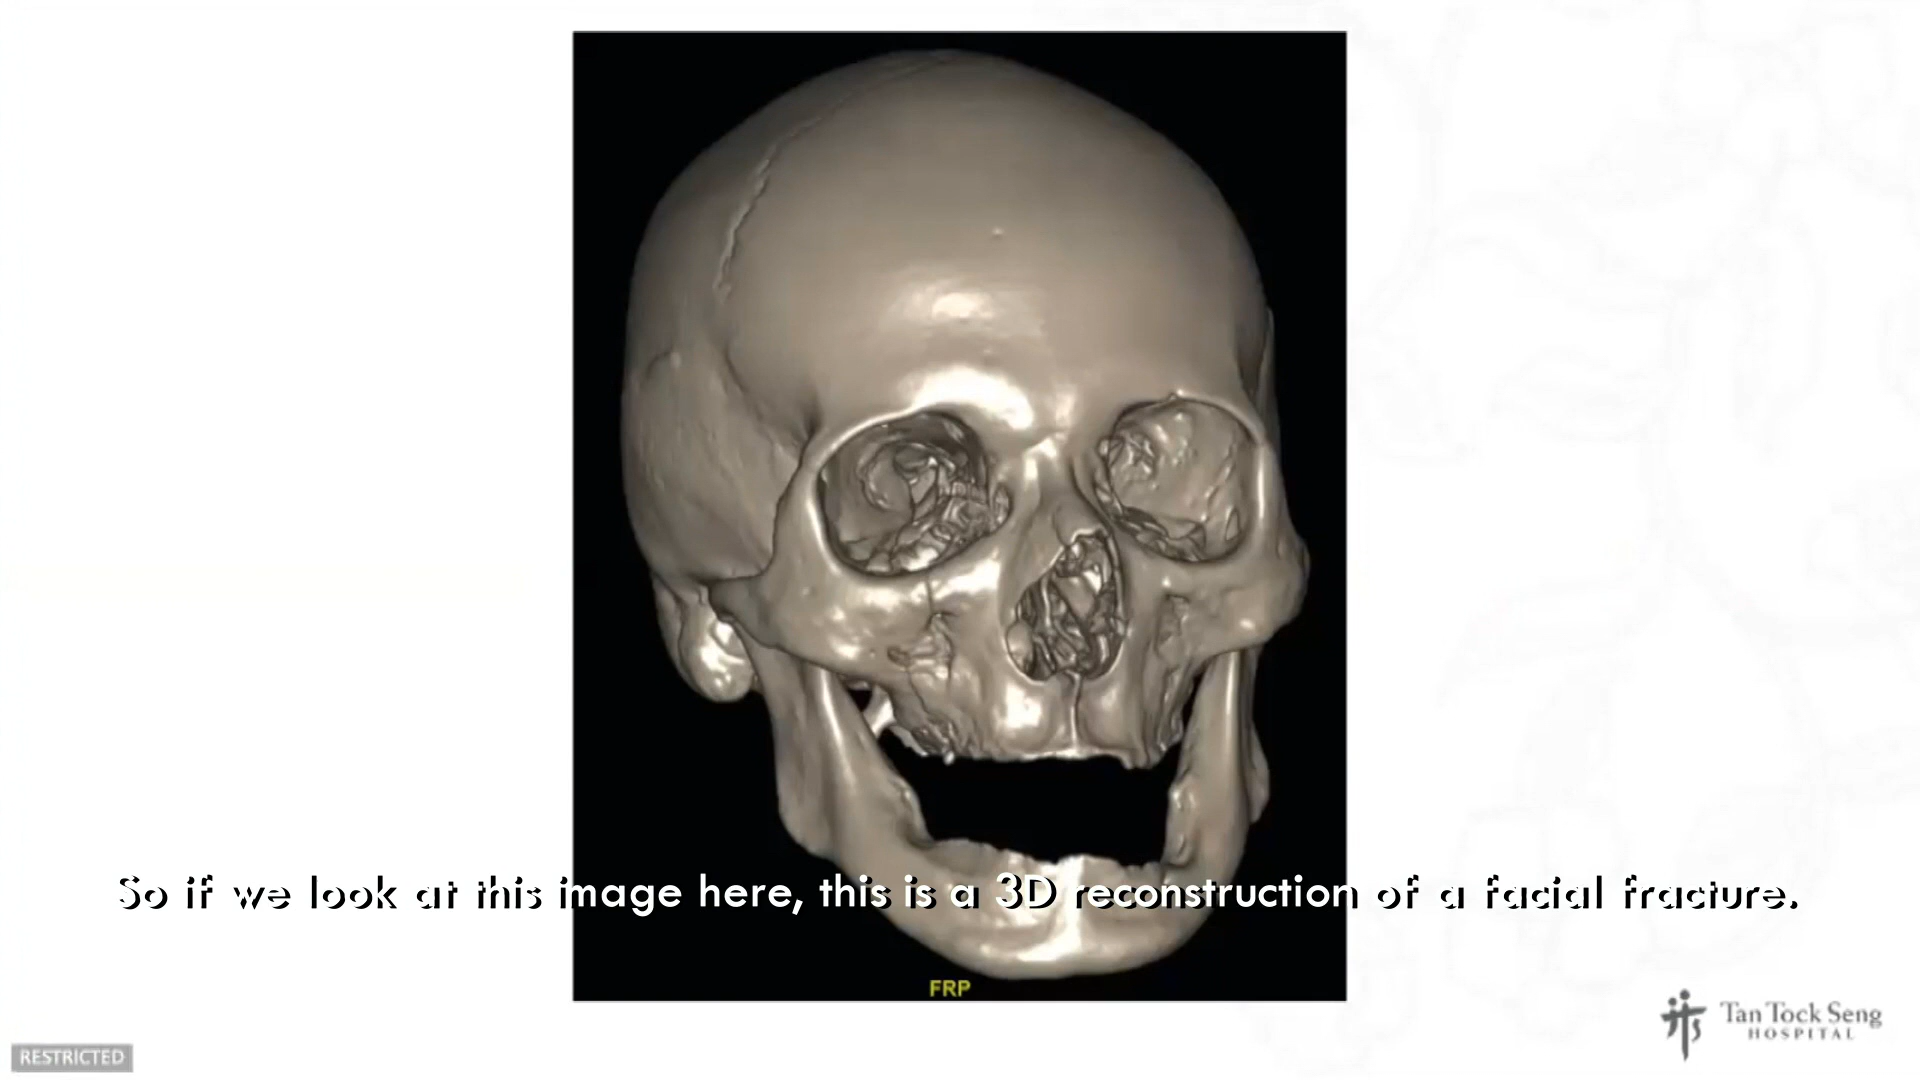 So if we look at this image here, this is a 3D reconstruction of a facial fracture.
FRP
Tan Tock Seng
HOSPITAL
RESTRICTED